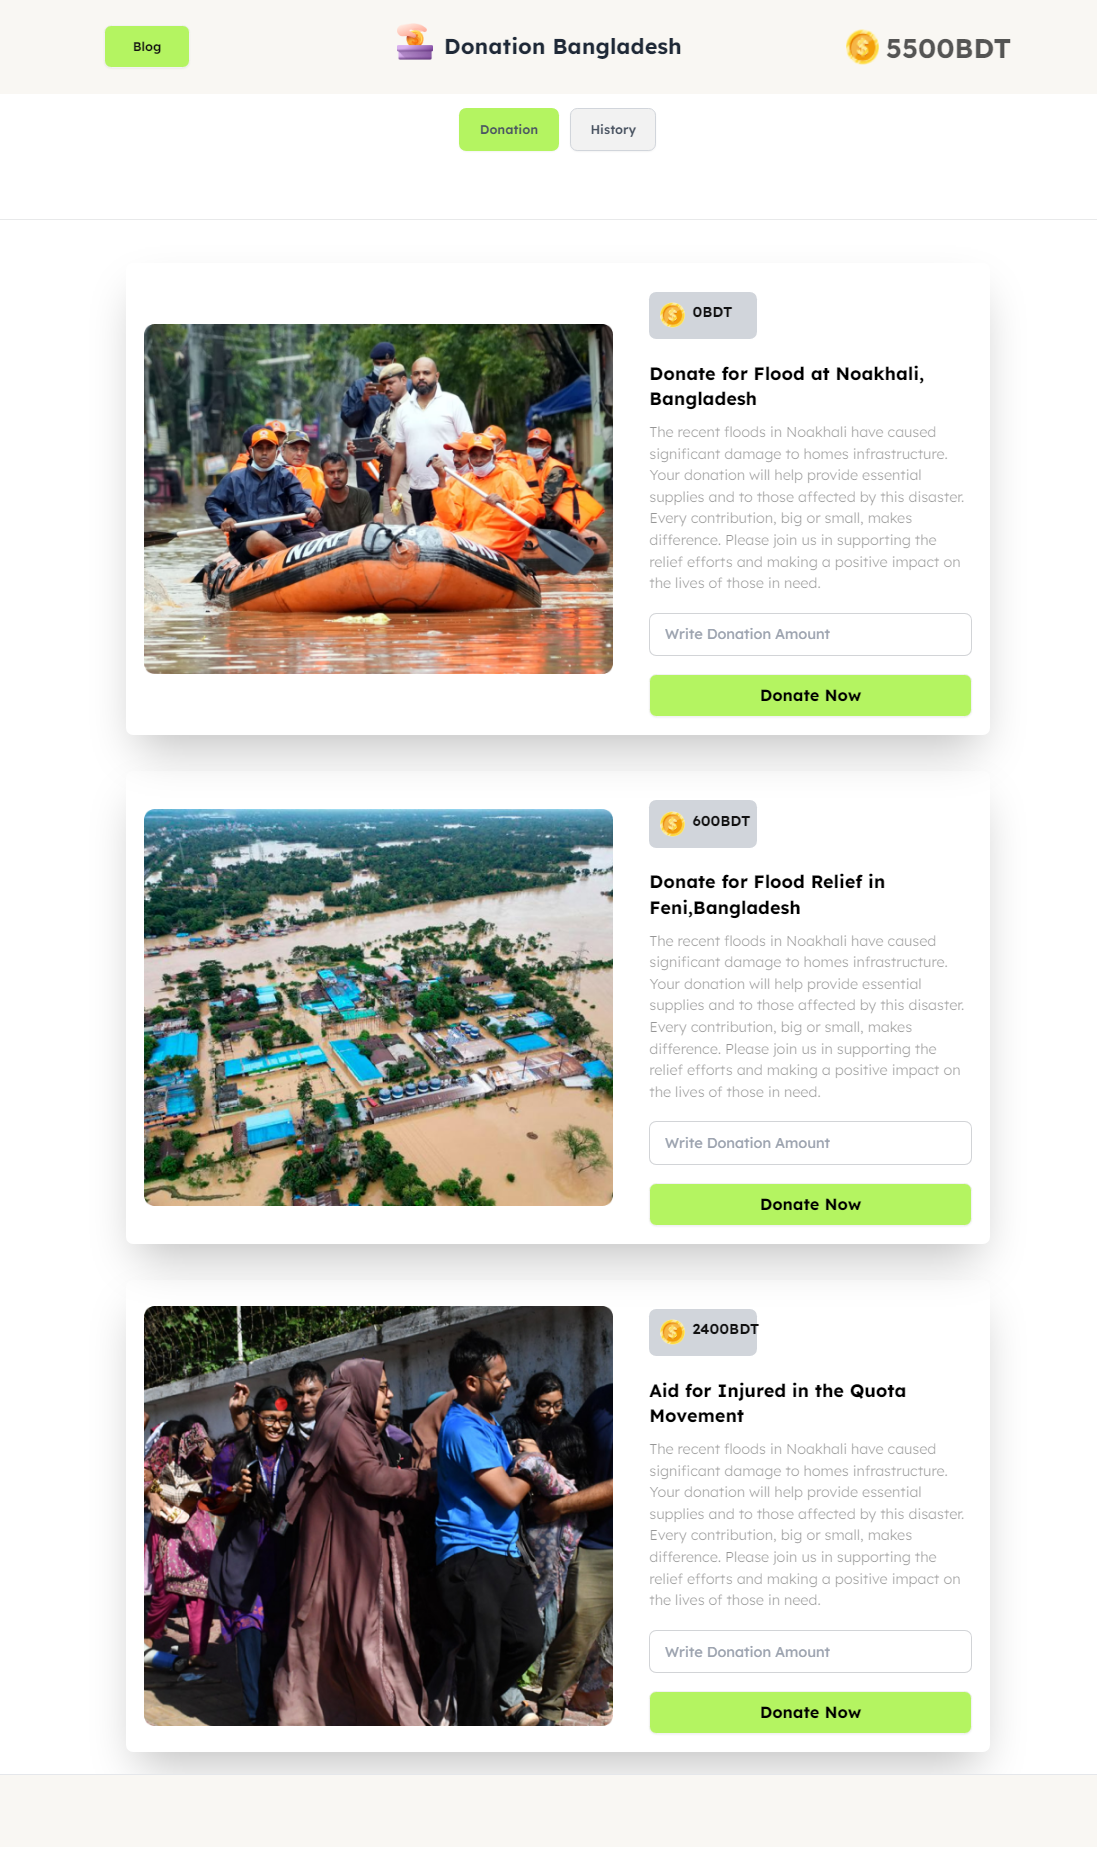 Blog
Donation Bangladesh
5500BDT
Donation
History
0BDT
Donate for Flood at Noakhali,
Bangladesh
The recent floods in Noakhali have caused
significant damage to homes infrastructure.
Your donation will help provide essential
supplies and to those affected by this disaster.
Every contribution, big or small, makes
difference. Please join us in supporting the
relief efforts and making a positive impact on
the lives of those in need.
Write Donation Amount
Donate Now
600BDT
Donate for Flood Relief in
Feni,Bangladesh
The recent floods in Noakhali have caused
significant damage to homes infrastructure.
Your donation will help provide essential
supplies and to those affected by this disaster.
Every contribution, big or small, makes
difference. Please join us in supporting the
relief efforts and making a positive impact on
the lives of those in need.
Write Donation Amount
Donate Now
2400BDT
Aid for Injured in the Quota
Movement
The recent floods in Noakhali have caused
significant damage to homes infrastructure.
Your donation will help provide essential
supplies and to those affected by this disaster.
Every contribution, big or small, makes
difference. Please join us in supporting the
relief efforts and making a positive impact on
the lives of those in need.
Write Donation Amount
Donate Now